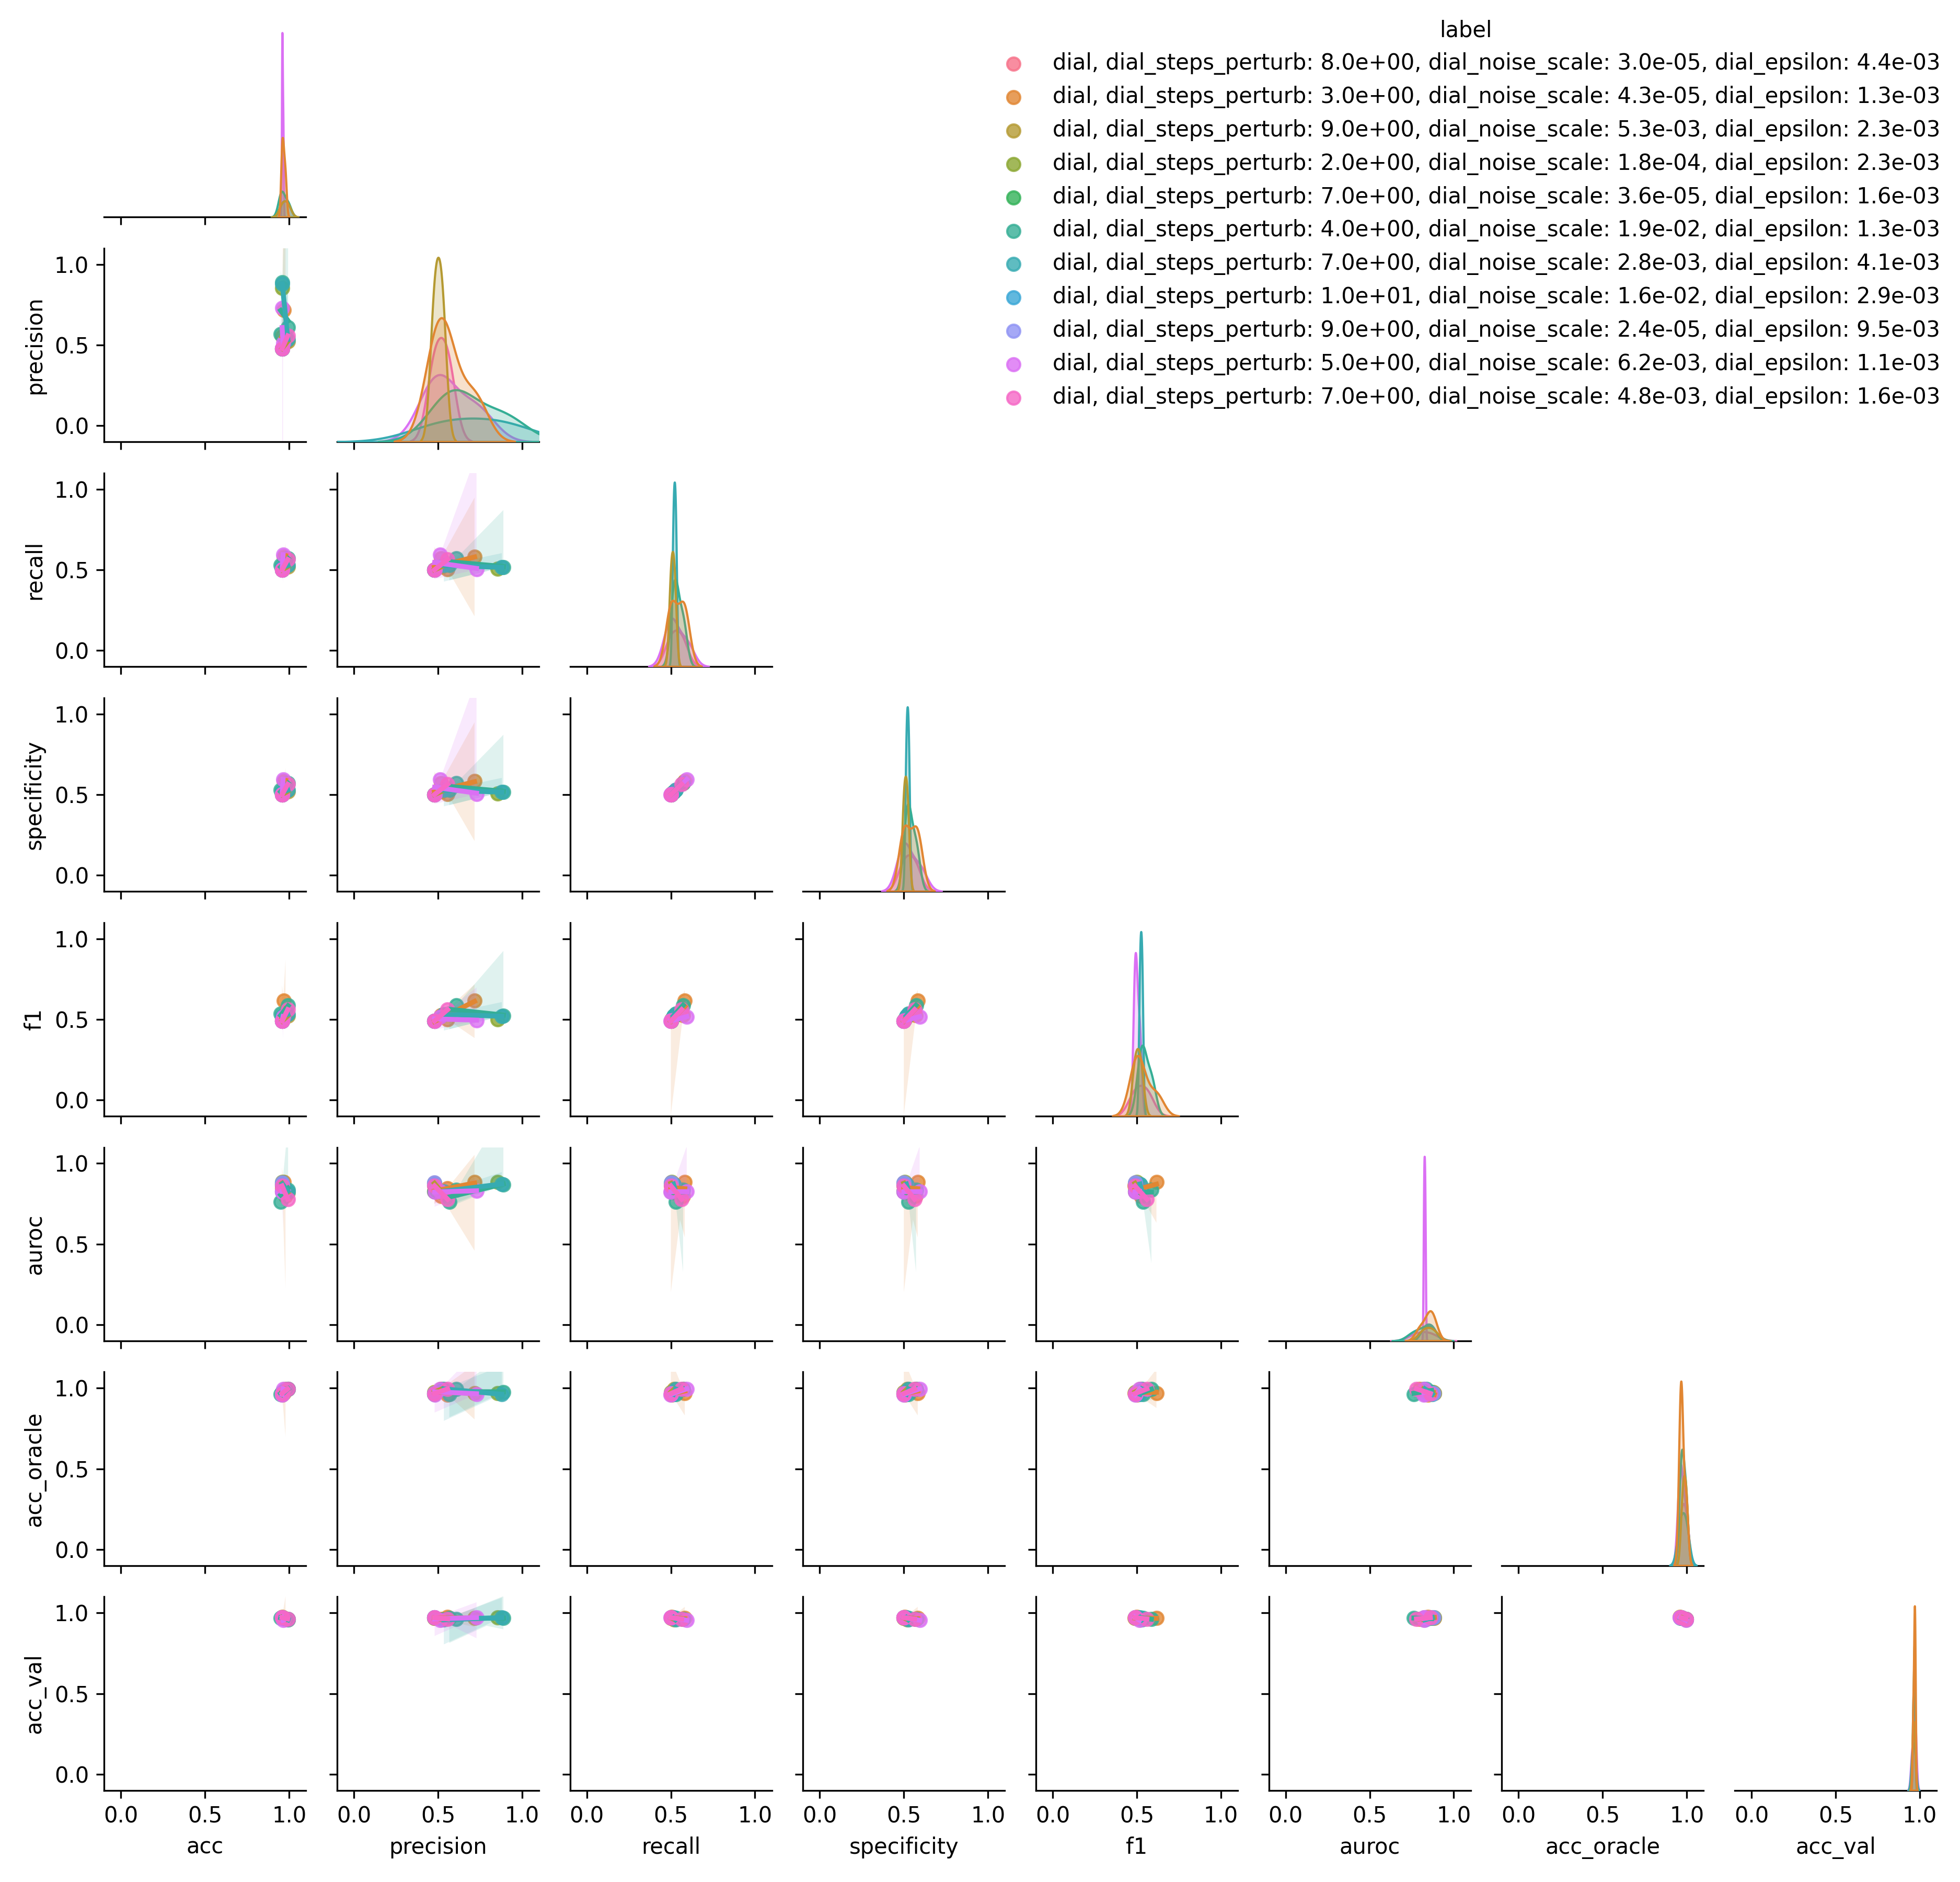 label
dial, dial_steps_perturb: 8.0e+00, dial_noise_scale: 3.0e-05, dial_epsilon: 4.4e-03
dial, dial_steps_perturb: 3.0e+00, dial_noise_scale: 4.3e-05, dial_epsilon: 1.3e-03
dial, dial_steps_perturb: 9.0e+00, dial_noise_scale: 5.3e-03, dial_epsilon: 2.3e-03
dial, dial_steps_perturb: 2.0e+00, dial_noise_scale: 1.8e-04, dial_epsilon: 2.3e-03
dial, dial_steps_perturb: 7.0e+00, dial_noise_scale: 3.6e-05, dial_epsilon: 1.6e-03
dial, dial_steps_perturb: 4.0e+00, dial_noise_scale: 1.9e-02, dial_epsilon: 1.3e-03
dial, dial_steps_perturb: 7.0e+00, dial_noise_scale: 2.8e-03, dial_epsilon: 4.1e-03
dial, dial_steps_perturb: 1.0e+01, dial_noise_scale: 1.6e-02, dial_epsilon: 2.9e-03
dial, dial_steps_perturb: 9.0e+00, dial_noise_scale: 2.4e-05, dial_epsilon: 9.5e-03
dial, dial_steps_perturb: 5.0e+00, dial_noise_scale: 6.2e-03, dial_epsilon: 1.1e-03
dial, dial_steps_perturb: 7.0e+00, dial_noise_scale: 4.8e-03, dial_epsilon: 1.6e-03
1.0
0.5
0.0
precision
1.0
0.5
0.0
recall
1.0
0.5
0.0
specificity
1.0
0.5
0.0
f1
1.0
0.5
0.0
auroc
1.0
0.5
0.0
acc_oracle
1.0
0.5
0.0
acc_val
0.0 0.5 1.0 0.0 0.5 1.0 0.0 0.5 1.0 0.0 0.5 1.0 0.0 0.5 1.0 0.0 0.5 1.0 0.0 0.5 1.0 0.0 0.5 1.0
acc precision recall specificity f1 auroc acc_oracle acc_val